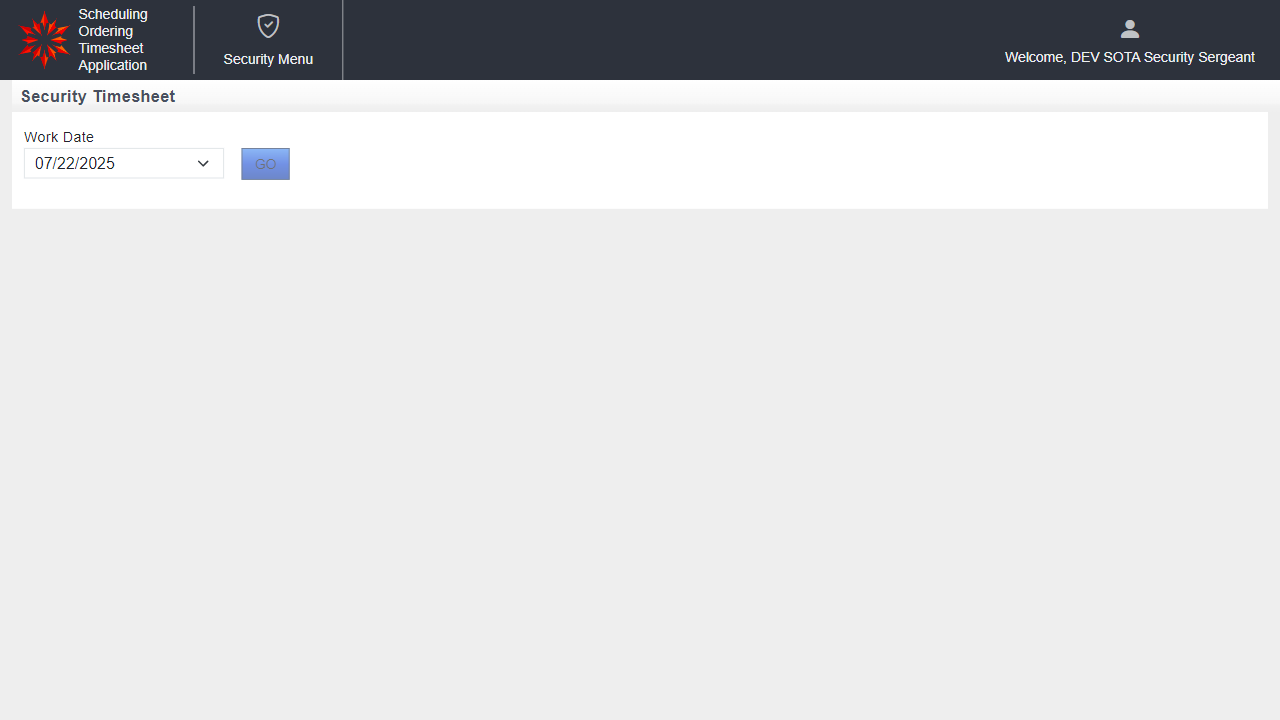 Scheduling
Ordering
Timesheet
Application
Security Menu
Welcome, DEV SOTA Security Sergeant
Security Timesheet
Work Date
07/22/2025
GO